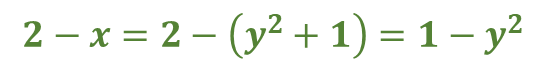 2 − x = 2 − (y² + 1) = 1 − y²